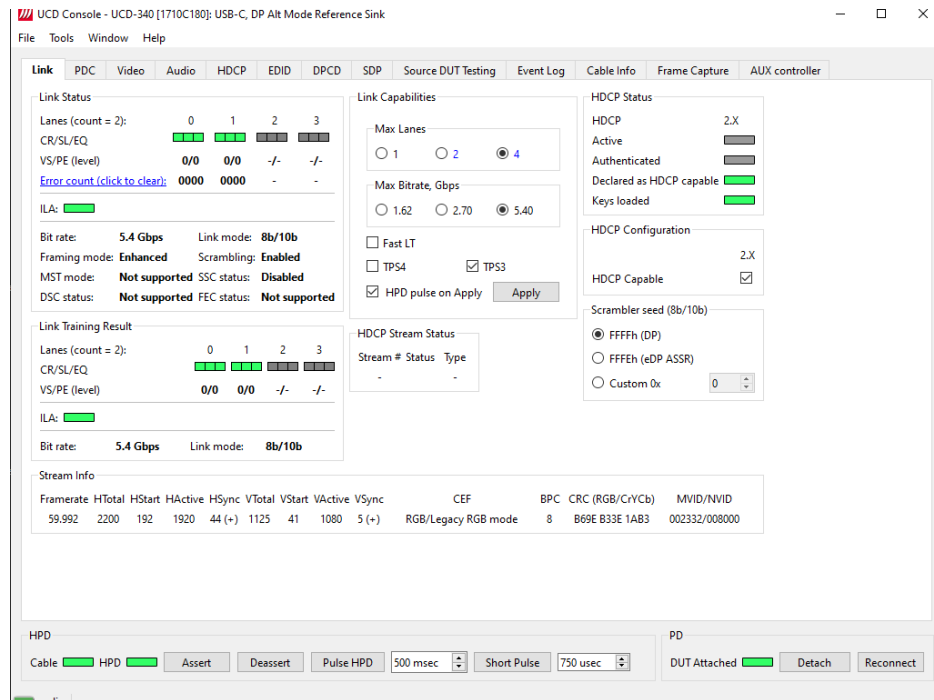 UCD Console - UCD-340 [1710C180]: USB-C, DP Alt Mode Reference Sink
File Tools Window Help
Link PDC Video Audio HDCP EDID DPCD SDP Source DUT Testing Event Log Cable Info Frame Capture AUX controller
Link Status
Lanes (count = 2): 0 1 2 3
CR/SL/EQ
VS/PE (level) 0/0 0/0 -/- -/-
Error count (click to clear): 0000 0000 - -
ILA:
Bit rate: 5.4 Gbps Link mode: 8b/10b
Framing mode: Enhanced Scrambling: Enabled
MST mode: Not supported SSC status: Disabled
DSC status: Not supported FEC status: Not supported
Link Training Result
Lanes (count = 2): 0 1 2 3
CR/SL/EQ
VS/PE (level) 0/0 0/0 -/- -/-
ILA:
Bit rate: 5.4 Gbps Link mode: 8b/10b
Link Capabilities
Max Lanes
1 2 4
Max Bitrate, Gbps
1.62 2.70 5.40
Fast LT
TPS4 TPS3
HPD pulse on Apply Apply
HDCP Stream Status
Stream # Status Type
- -
HDCP Status
HDCP 2.X
Active
Authenticated
Declared as HDCP capable
Keys loaded
HDCP Configuration
2.X
HDCP Capable
Scrambler seed (8b/10b)
FFFFh (DP)
FFFEh (eDP ASSR)
Custom 0x 0
Stream Info
Framerate HTotal HStart HActive HSync VTotal VStart VActive VSync CEF BPC CRC (RGB/CrYCb) MVID/NVID
59.992 2200 192 1920 44 (+) 1125 41 1080 5 (+) RGB/Legacy RGB mode 8 B69E B33E 1AB3 002332/008000
HPD
Cable HPD Assert Deassert Pulse HPD 500 msec Short Pulse 750 usec
PD
DUT Attached Detach Reconnect